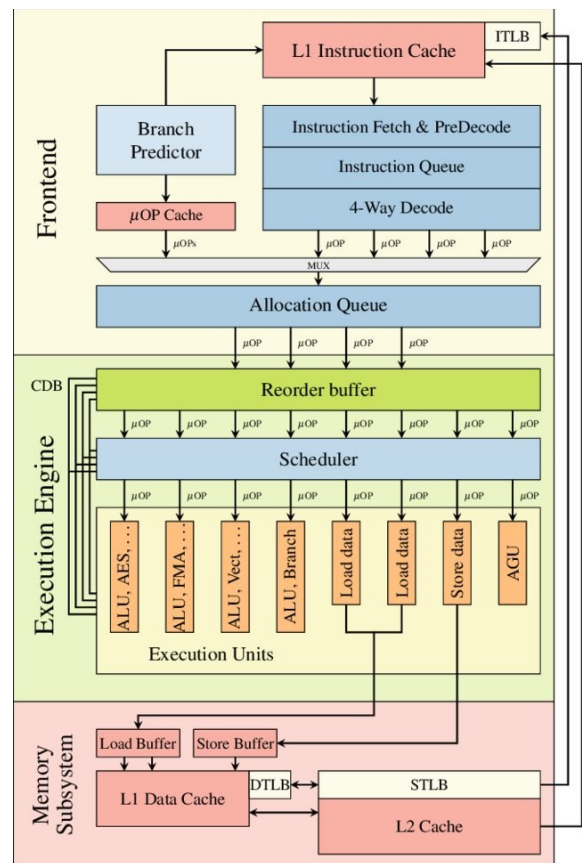 Frontend
ITLB
L1 Instruction Cache
Branch
Predictor
Instruction Fetch & PreDecode
Instruction Queue
4-Way Decode
μOP Cache
μOPs
μOP μOP μOP μOP
MUX
Allocation Queue
μOP μOP μOP μOP
Execution Engine
CDB
Reorder buffer
μOP μOP μOP μOP μOP μOP μOP μOP
Scheduler
μOP μOP μOP μOP μOP μOP μOP μOP
ALU, AES, …
ALU, FMA, …
ALU, Vect, …
ALU, Branch
Load data
Load data
Store data
AGU
Execution Units
Memory
Subsystem
Load Buffer
Store Buffer
L1 Data Cache
DTLB
STLB
L2 Cache